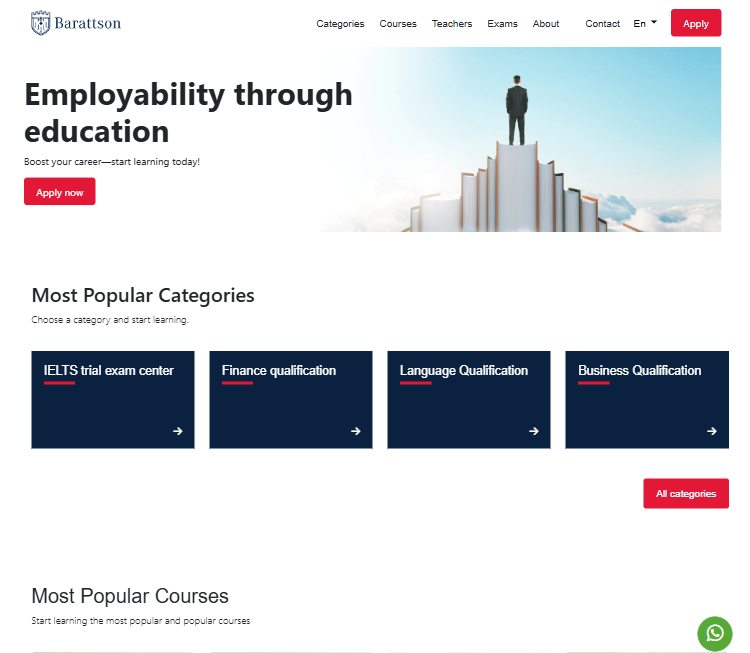 Barattson
Categories Courses Teachers Exams About Contact En Apply
Employability through
education
Boost your career—start learning today!
Apply now
Most Popular Categories
Choose a category and start learning.
IELTS trial exam center
Finance qualification
Language Qualification
Business Qualification
All categories
Most Popular Courses
Start learning the most popular and popular courses